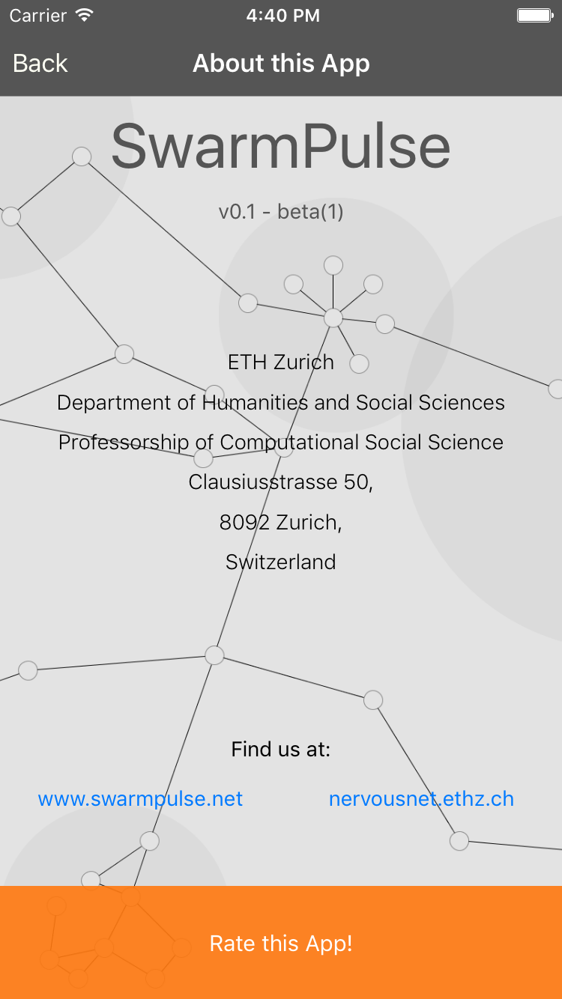 Carrier 4:40 PM
Back About this App
SwarmPulse
v0.1 - beta(1)
ETH Zurich
Department of Humanities and Social Sciences
Professorship of Computational Social Science
Clausiusstrasse 50,
8092 Zurich,
Switzerland
Find us at:
www.swarmpulse.net nervousnet.ethz.ch
Rate this App!